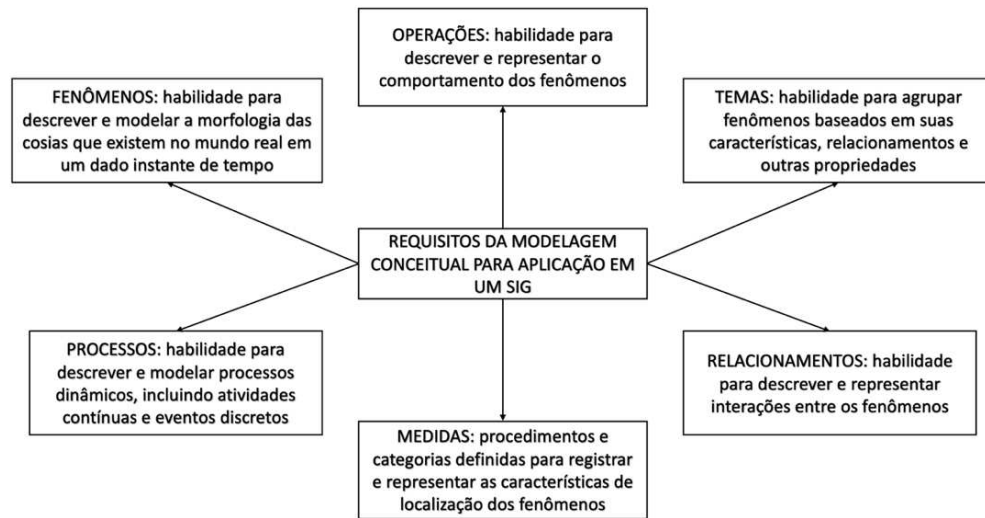 OPERAÇÕES: habilidade para
descrever e representar o
comportamento dos fenômenos
FENÔMENOS: habilidade para
descrever e modelar a morfologia das
cosias que existem no mundo real em
um dado instante de tempo
TEMAS: habilidade para agrupar
fenômenos baseados em suas
característicaz, relacionamentos e
outras propriedades
REQUISITOS DA MODELAGEM
CONCEITUAL PARA APLICAÇÃO EM
UM SIG
PROCESSOS: habilidade para
descrever e modelar processos
dinâmicos, incluindo atividades
contínuas e eventos discretos
RELACIONAMENTOS: habilidade
para descrever e representar
interações entre os fenômenos
MEDIDAS: procedimentos e
categorias definidas para registrar
e representar as características de
localização dos fenômenos